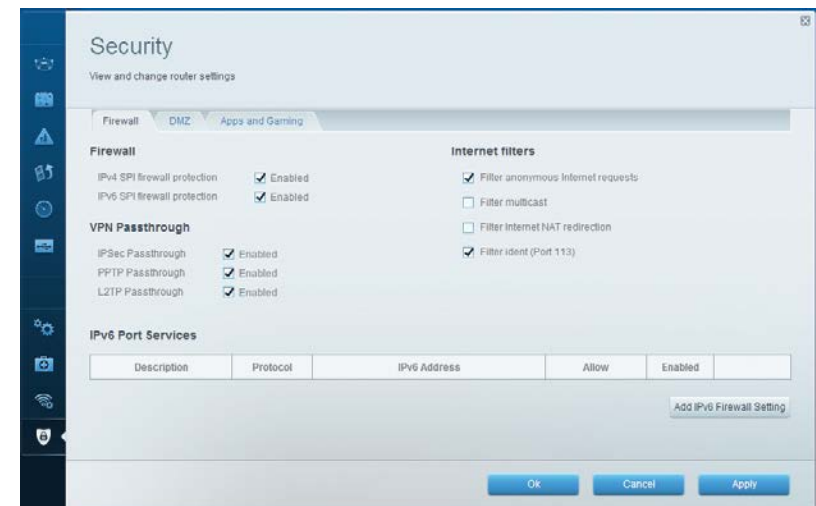 Security
View and change router settings
Firewall
DMZ
Apps and Gaming
Firewall
IPv4 SPI firewall protection
Enabled
IPv6 SPI firewall protection
Enabled
VPN Passthrough
IPSec Passthrough
Enabled
PPTP Passthrough
Enabled
L2TP Passthrough
Enabled
Internet filters
Filter anonymous Internet requests
Filter multicast
Filter Internet NAT redirection
Filter ident (Port 113)
IPv6 Port Services
Description
Protocol
IPv6 Address
Allow
Enabled
Add IPv6 Firewall Setting
Ok
Cancel
Apply